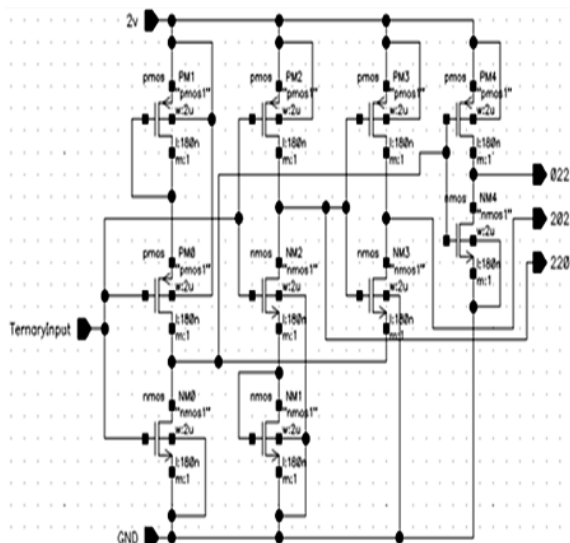 2v
pmos PM1
"pmos1"
w:2u
l:180n
m:1
pmos PM2
"pmos1"
w:2u
l:180n
m:1
pmos PM3
"pmos1"
w:2u
l:180n
m:1
pmos PM4
"pmos1"
w:2u
l:180n
m:1
022
nmos NM4
"nmos1"
w:2u
l:180n
m:1
202
220
pmos PM0
"pmos1"
w:2u
l:180n
m:1
NM2
nmos
"nmos1"
w:2u
l:180n
m:1
NM3
nmos
"nmos1"
w:2u
l:180n
m:1
TernaryInput
nmos NM0
"nmos1"
w:2u
l:180n
m:1
nmos NM1
"nmos1"
w:2u
l:180n
m:1
GND